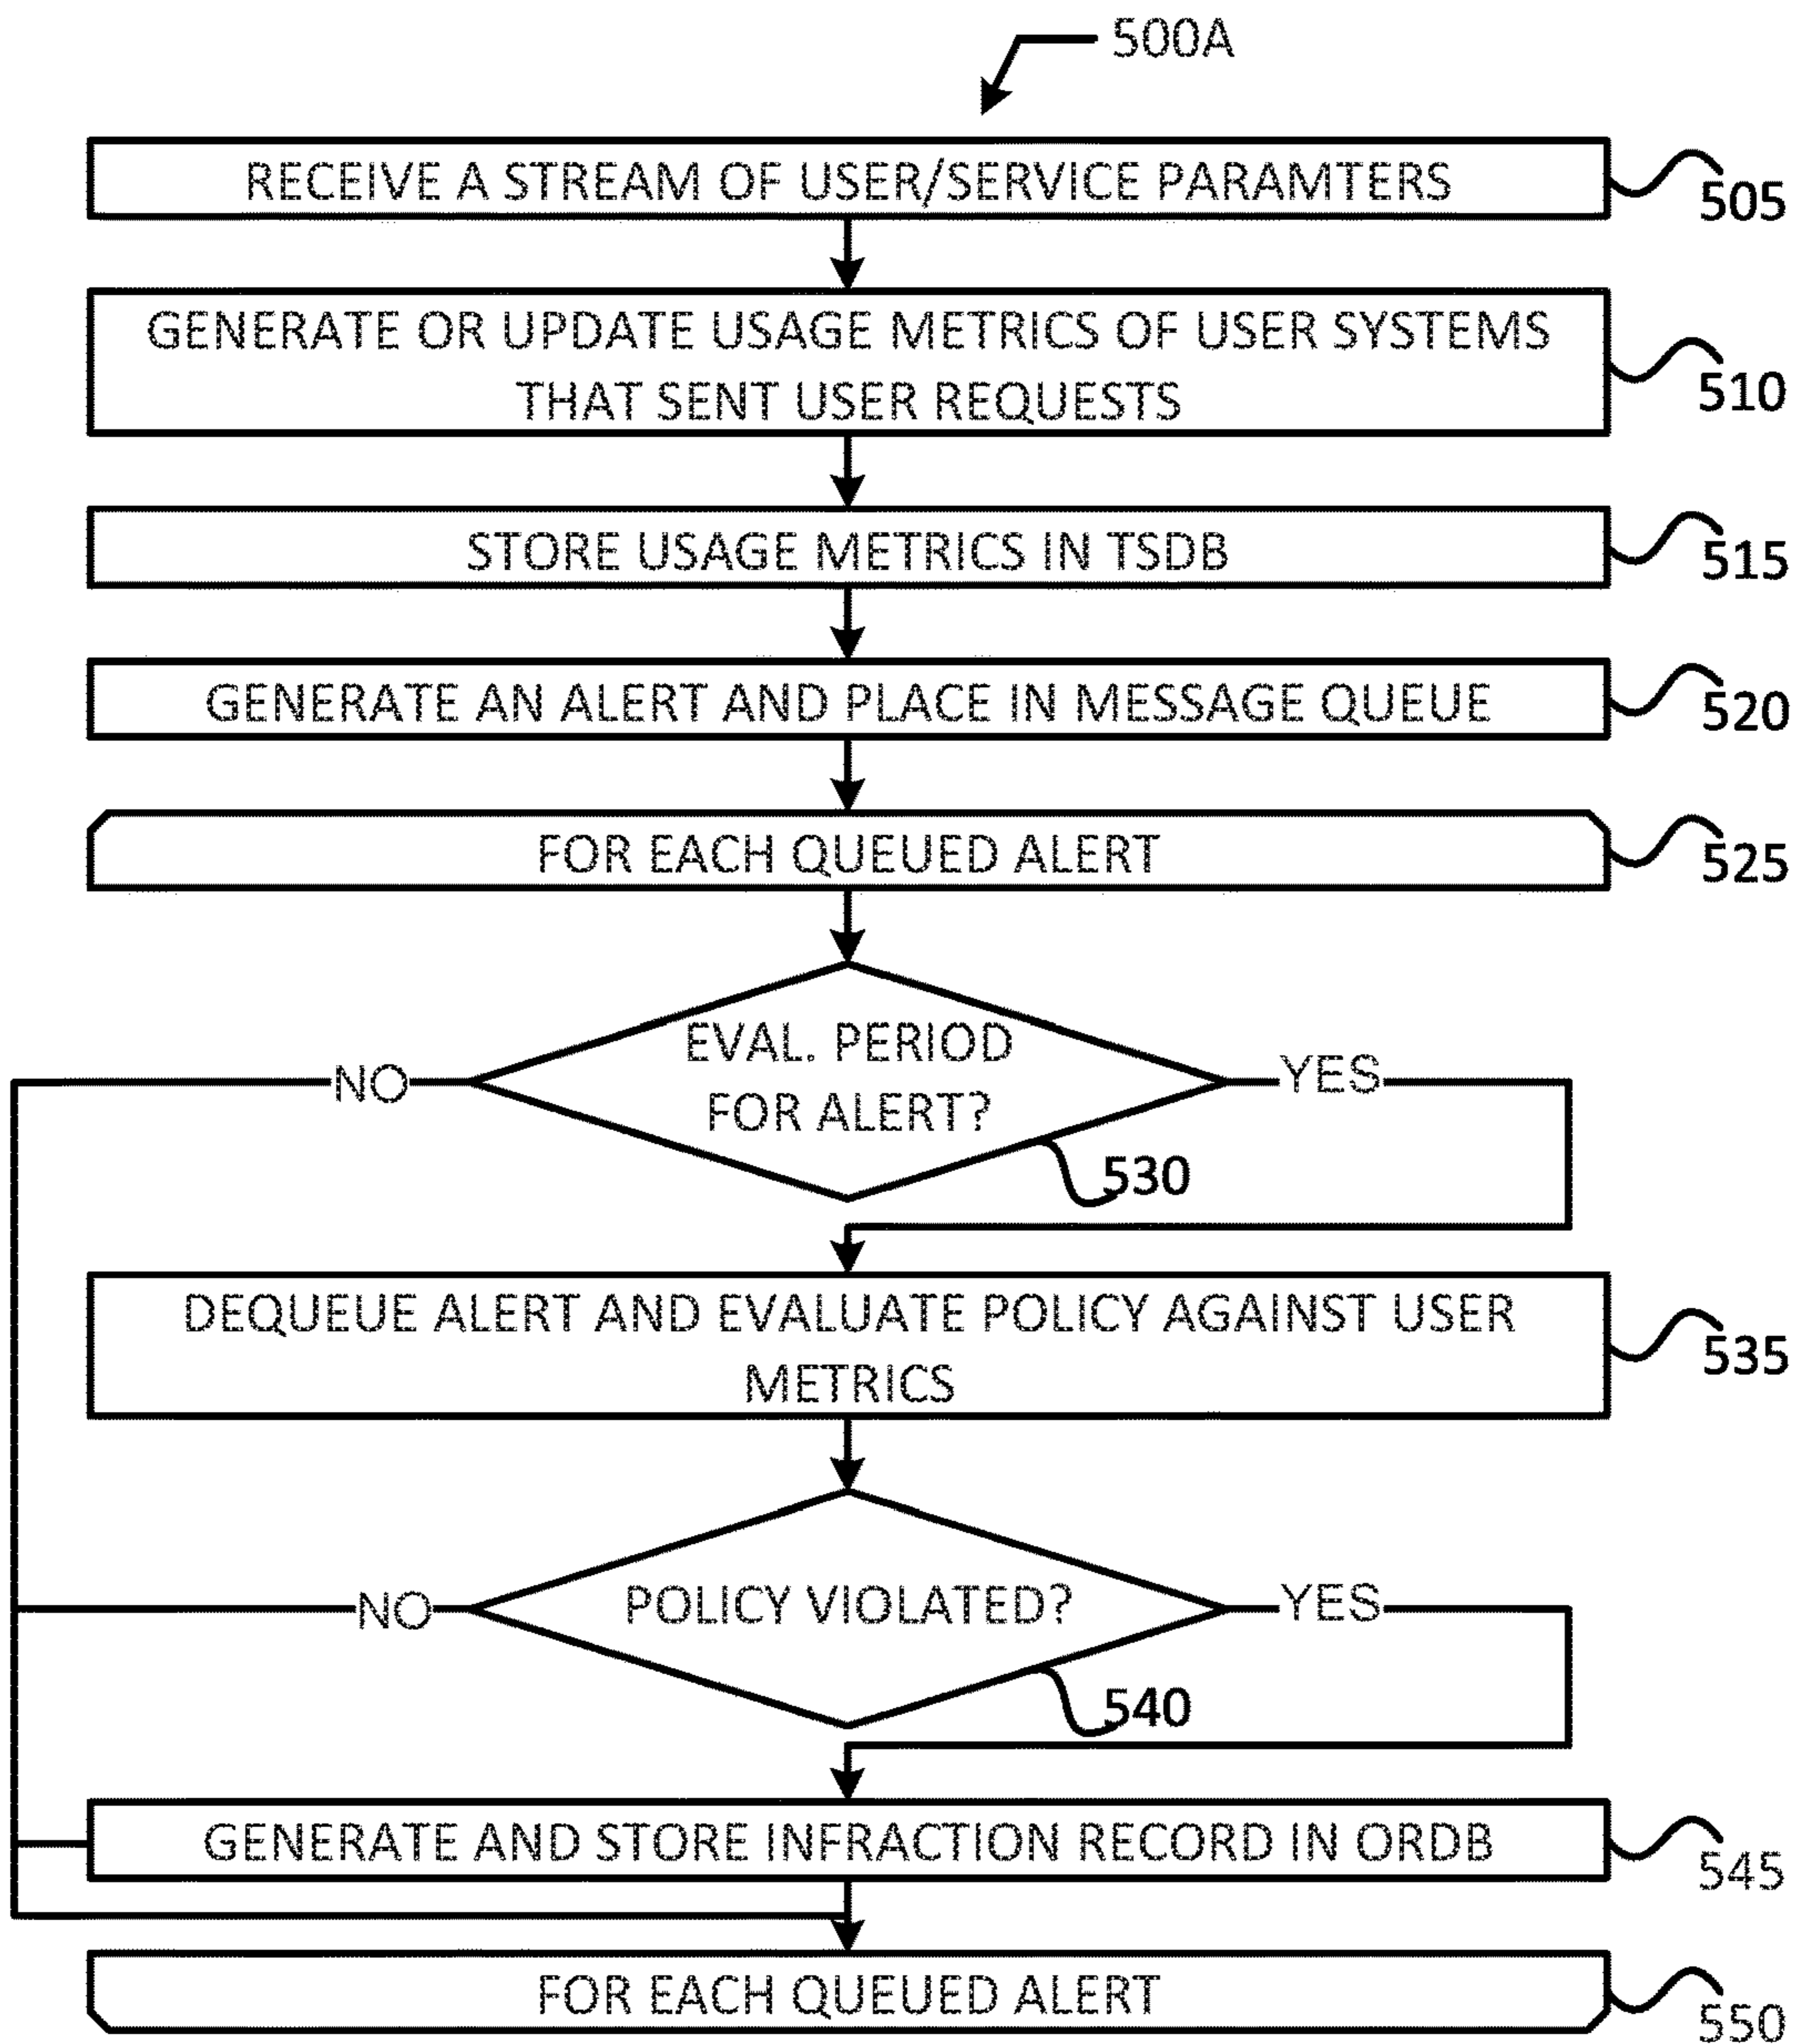 500A
RECEIVE A STREAM OF USER/SERVICE PARAMTERS
505
GENERATE OR UPDATE USAGE METRICS OF USER SYSTEMS
THAT SENT USER REQUESTS
510
STORE USAGE METRICS IN TSDB
515
GENERATE AN ALERT AND PLACE IN MESSAGE QUEUE
520
FOR EACH QUEUED ALERT
525
EVAL. PERIOD
FOR ALERT?
NO
YES
530
DEQUEUE ALERT AND EVALUATE POLICY AGAINST USER
METRICS
535
NO
POLICY VIOLATED?
YES
540
GENERATE AND STORE INFRACTION RECORD IN ORDB
545
FOR EACH QUEUED ALERT
550